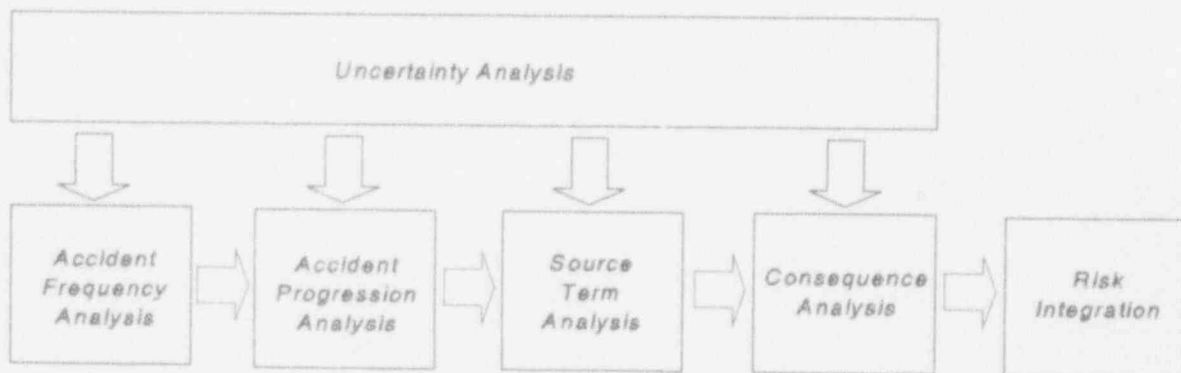 Uncertainty Analysis
Accident
Frequency
Analysis
Accident
Progression
Analysis
Source
Term
Analysis
Consequence
Analysis
Risk
Integration